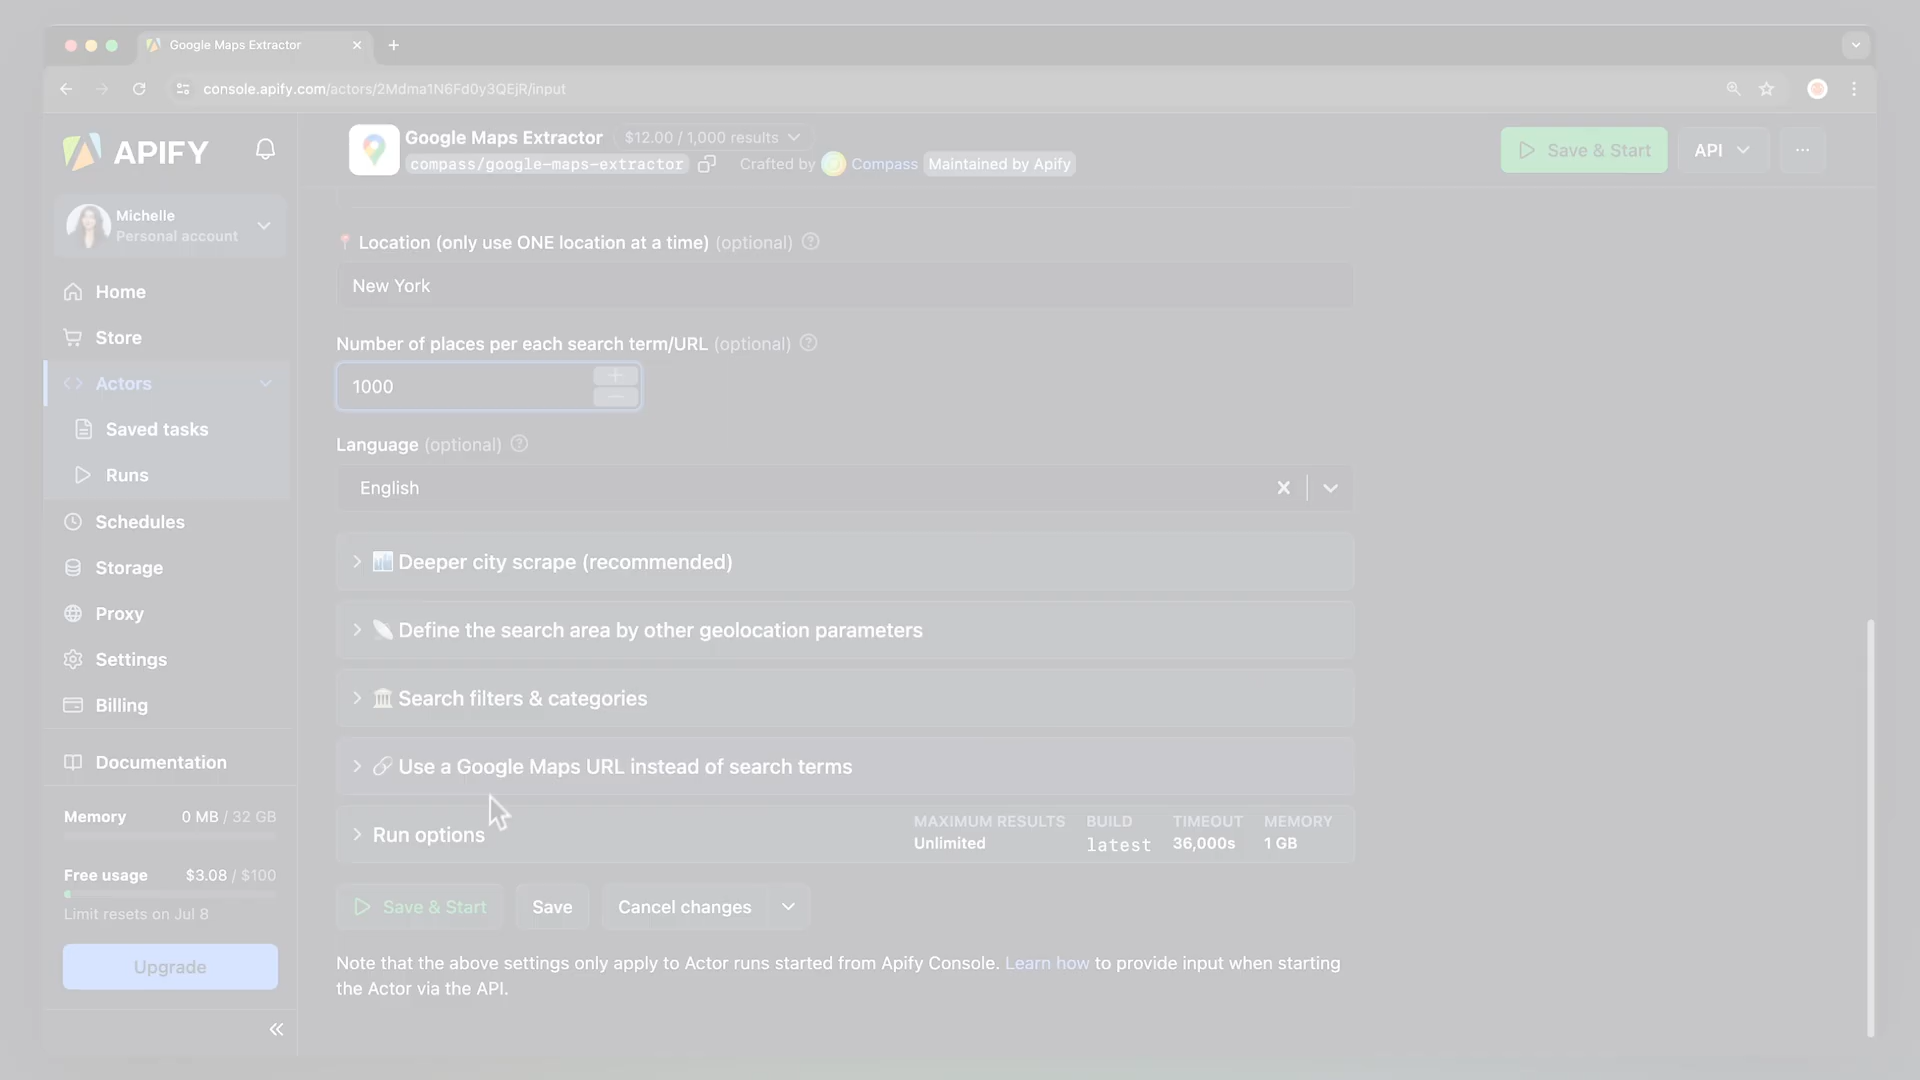 Google Maps Extractor
console.apify.com/actors/2Mdma1N6Fd0y3QEjR/input
APIFY
Michelle
Personal account
Home
Store
Actors
Saved tasks
Runs
Schedules
Storage
Proxy
Settings
Billing
Documentation
Memory 0 MB / 32 GB
Free usage $3.08 / $100
Limit resets on Jul 8
Upgrade
Google Maps Extractor $12.00 / 1,000 results
compass/google-maps-extractor Crafted by Compass Maintained by Apify
Save & Start API
Location (only use ONE location at a time) (optional)
New York
Number of places per each search term/URL (optional)
1000
Language (optional)
English
Deeper city scrape (recommended)
Define the search area by other geolocation parameters
Search filters & categories
Use a Google Maps URL instead of search terms
Run options
MAXIMUM RESULTS BUILD TIMEOUT MEMORY
Unlimited latest 36,000s 1 GB
Save & Start Save Cancel changes
Note that the above settings only apply to Actor runs started from Apify Console. Learn how to provide input when starting
the Actor via the API.